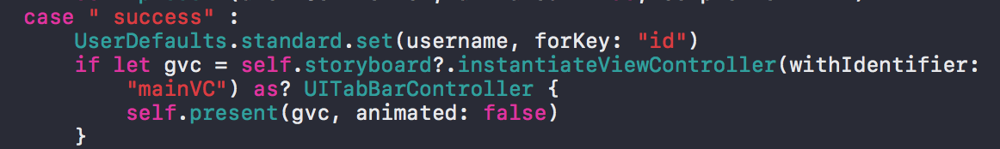 case " success" :
UserDefaults.standard.set(username, forKey: "id")
if let gvc = self.storyboard?.instantiateViewController(withIdentifier:
"mainVC") as? UITabBarController {
self.present(gvc, animated: false)
}